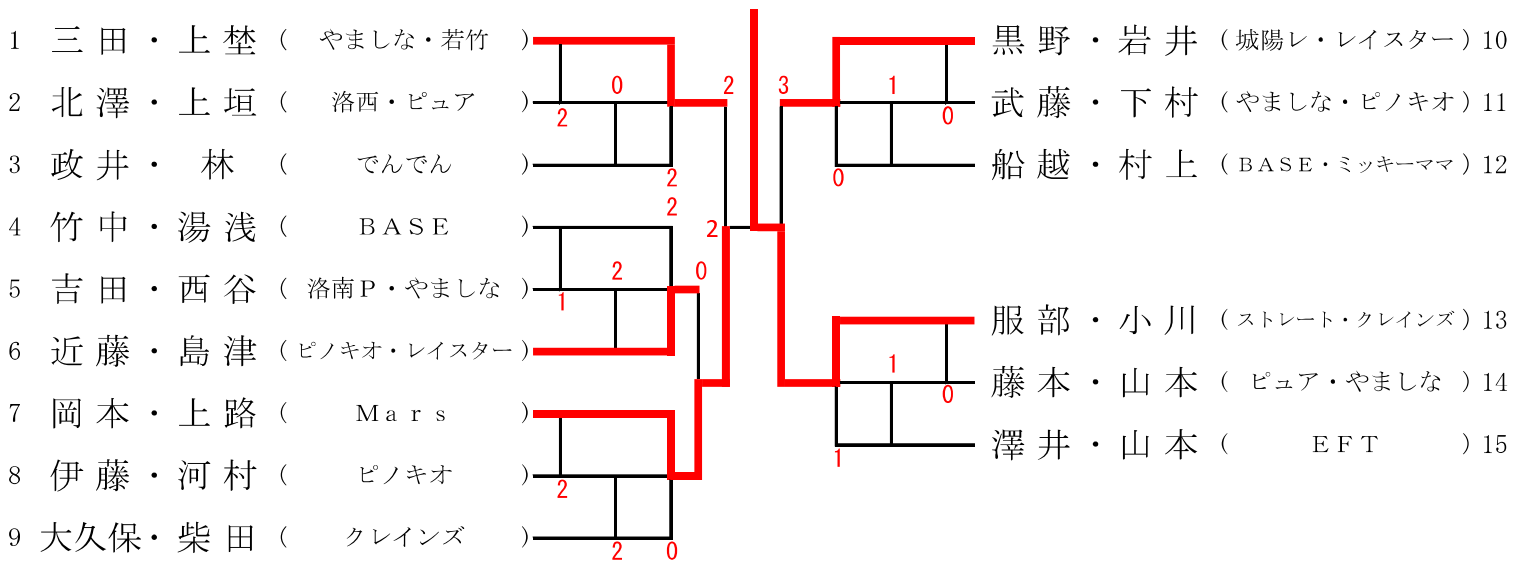 1 三田・上埜 ( やましな・若竹 )
2 北澤・上垣 ( 洛西・ピュア )
3 政井・ 林 ( でんでん )
4 竹中・湯浅 ( ＢＡＳＥ )
5 吉田・西谷 ( 洛南Ｐ・やましな )
6 近藤・島津 ( ピノキオ・レイスター )
7 岡本・上路 ( Ｍａｒｓ )
8 伊藤・河村 ( ピノキオ )
9 大久保・柴田 ( クレインズ )
0
2
2
2
2
2
1
2
0
2
2
0
2
3
1
0
0
1
0
1
黒野・岩井 ( 城陽レ・レイスター ) 10
武藤・下村 ( やましな・ピノキオ ) 11
船越・村上 ( ＢＡＳＥ・ミッキーママ ) 12
服部・小川 ( ストレート・クレインズ ) 13
藤本・山本 ( ピュア・やましな ) 14
澤井・山本 ( ＥＦＴ ) 15